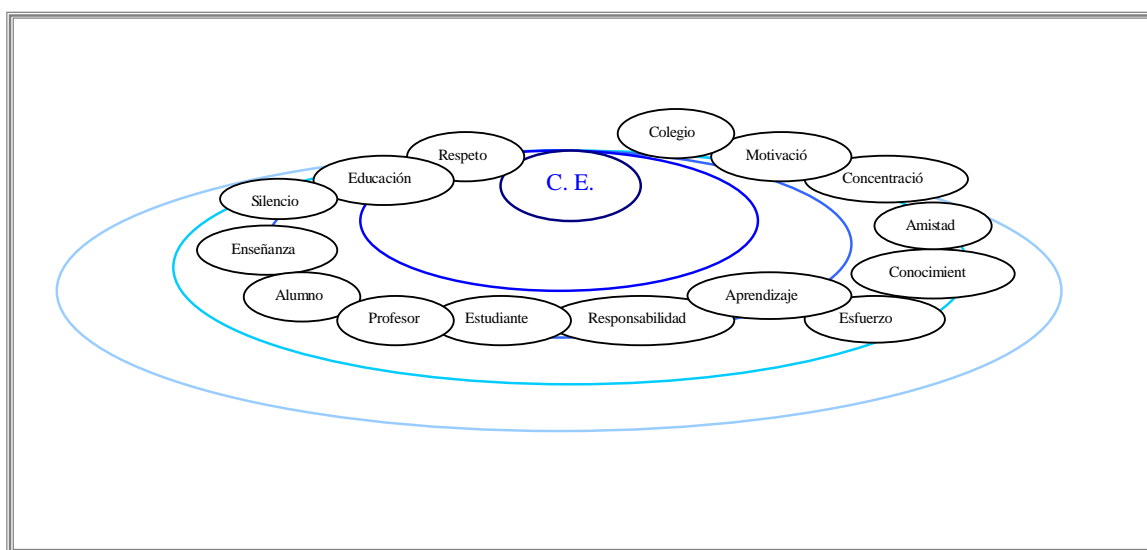 Colegio
Respeto
Motivació
C. E.
Educación
Concentració
Silencio
Amistad
Enseñanza
Conocimient
Alumno
Aprendizaje
Profesor
Estudiante
Responsabilidad
Esfuerzo